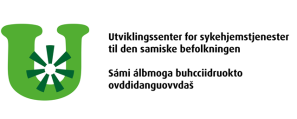 Utviklingssenter for sykehjemstjenester
til den samiske befolkningen
Sámi álbmoga buhcciidruokto
ovddidanguovvdaš